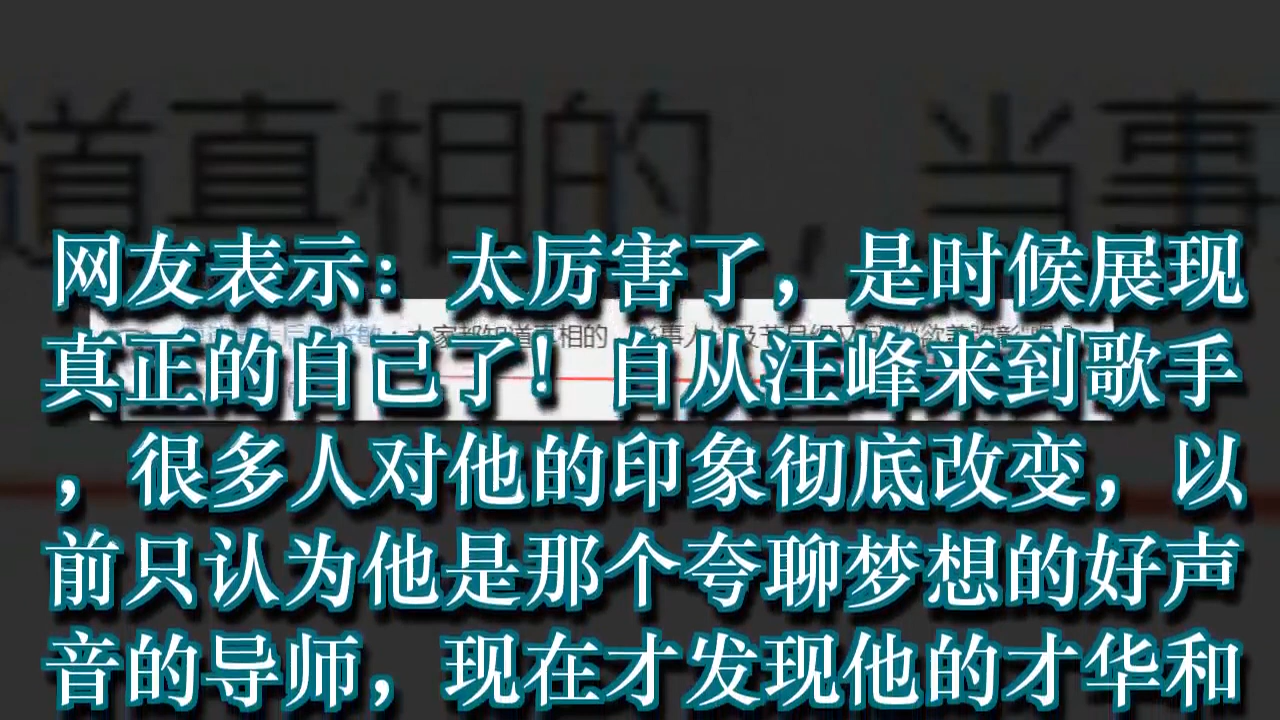 道真相的，当事
网友表示：太厉害了，是时候展现
真正的自己了！自从汪峰来到歌手
，很多人对他的印象彻底改变，以
前只认为他是那个夸聊梦想的好声
音的导师，现在才发现他的才华和